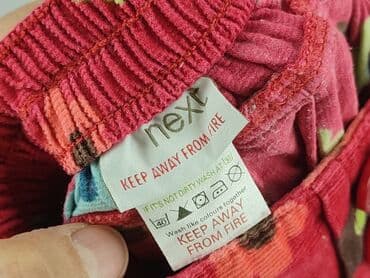 next
KEEP AWAY FROM FIRE
IF IT'S NOT DIRTY WASH AT 30
Wash like colours together
KEEP AWAY
FROM FIRE